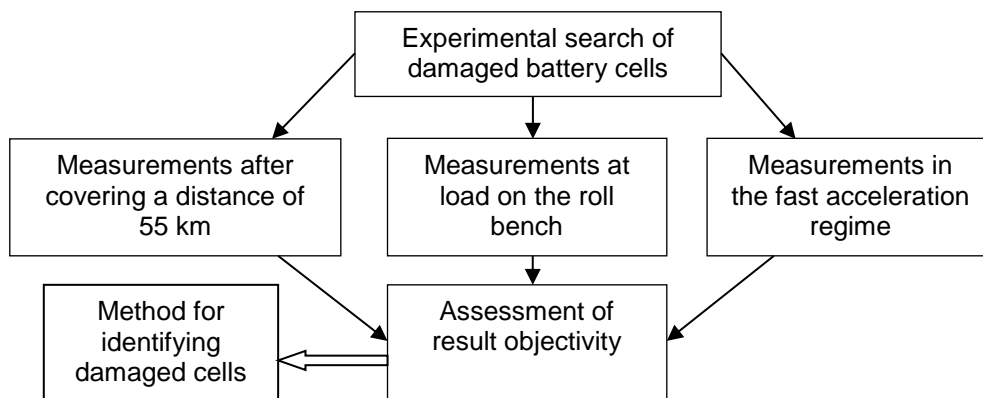 Experimental search of
damaged battery cells
Measurements after
covering a distance of
55 km
Measurements at
load on the roll
bench
Measurements in
the fast acceleration
regime
Method for
identifying
damaged cells
Assessment of
result objectivity